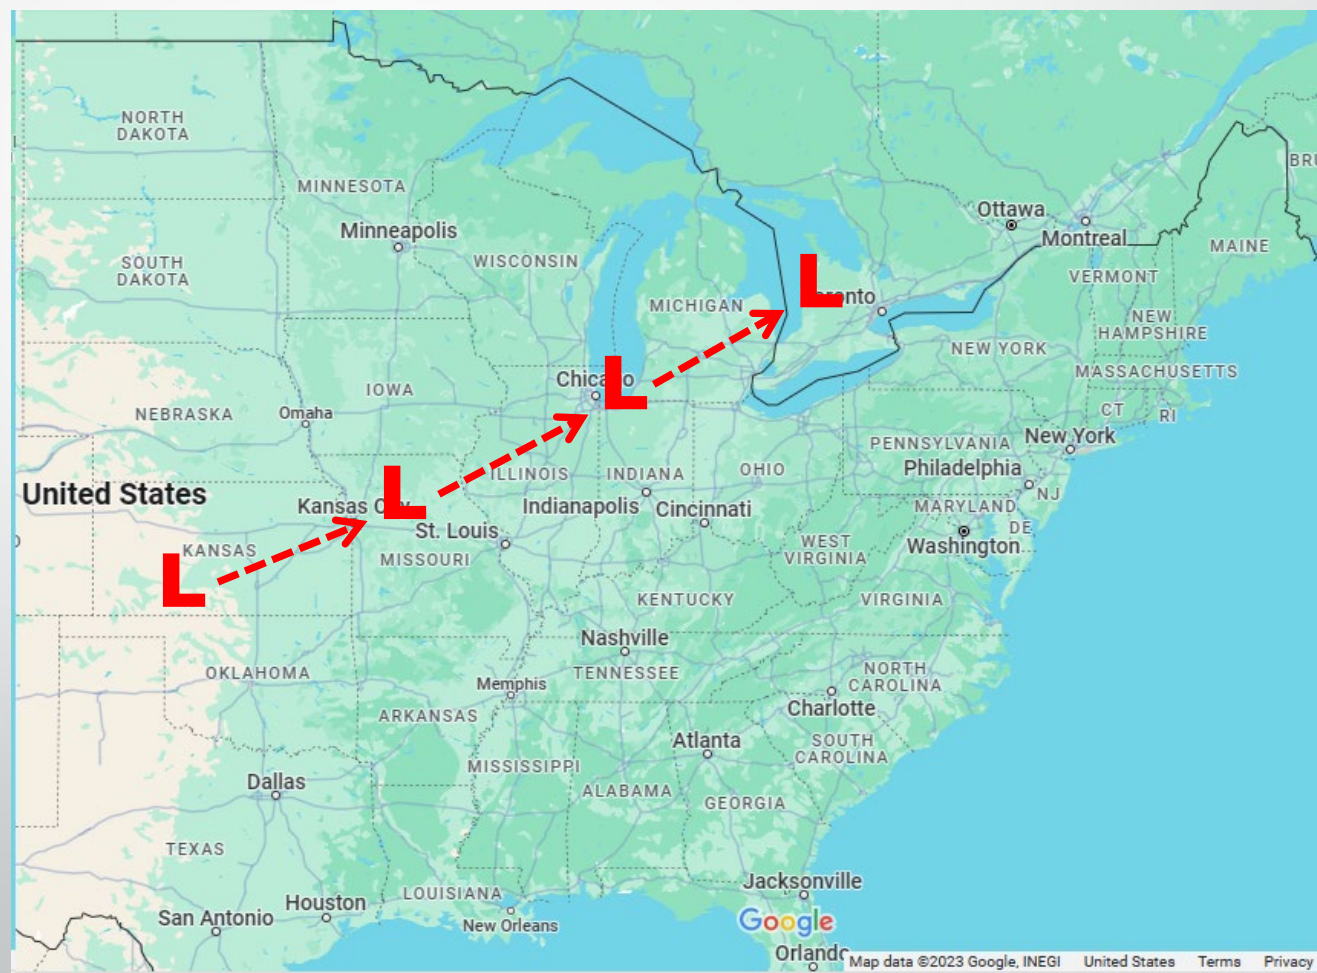 NORTH
DAKOTA
MINNESOTA
Minneapolis
SOUTH
DAKOTA
WISCONSIN
MICHIGAN
Ottawa
Montreal
MAINE
VERMONT
NEW
HAMPSHIRE
L
NEW YORK
MASSACHUSETTS
CT
RI
IOWA
NEBRASKA
Omaha
L
ILLINOIS
INDIANA
OHIO
PENNSYLVANIA
New York
Philadelphia
NJ
United States
L
Kansas
St. Louis
Indianapolis
Cincinnati
MARYLAND
DE
Washington
WEST
VIRGINIA
KANSAS
MISSOURI
L
KENTUCKY
VIRGINIA
Nashville
TENNESSEE
NORTH
CAROLINA
OKLAHOMA
Memphis
ARKANSAS
Charlotte
Atlanta
SOUTH
CAROLINA
MISSISSIPPI
ALABAMA
GEORGIA
Dallas
TEXAS
LOUISIANA
Jacksonville
Houston
San Antonio
New Orleans
Google
Map data ©2023 Google, INEGI United States Terms Privacy